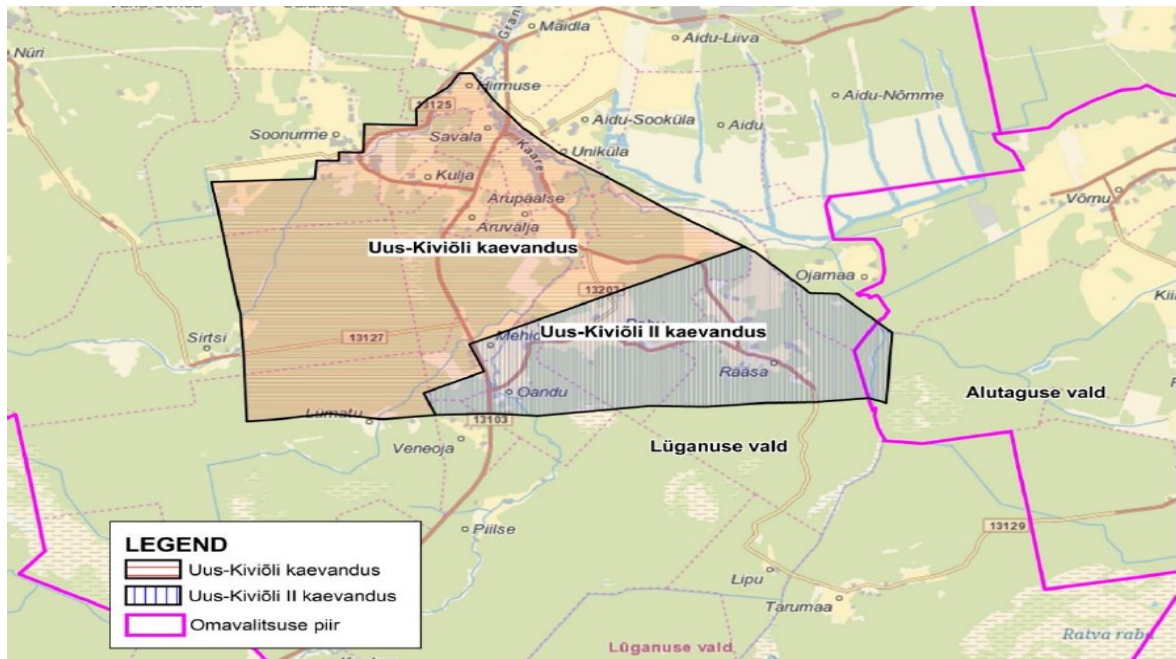 Maidla
Nüri
Aidu-Liiva
Hirmuse
Aidu-Nõmme
13125
Soonurme
Savala
Aidu-Sooküla
Aidu
Kaare
Uniküla
Kulja
Võrnu
Arupäälse
Aruvälja
Uus-Kiviõli kaevandus
Ojamaa
13203
13127
Uus-Kiviõli II kaevandus
Sirtsi
Rääsa
Oandu
Alutaguse vald
Lümatu
13103
Veneoja
Lüganuse vald
LEGEND
Uus-Kiviõli kaevandus
Uus-Kiviõli II kaevandus
Omavalitsuse piir
Piilse
13129
Lipu
Tarumaa
Ratva raba
Lüganuse vald